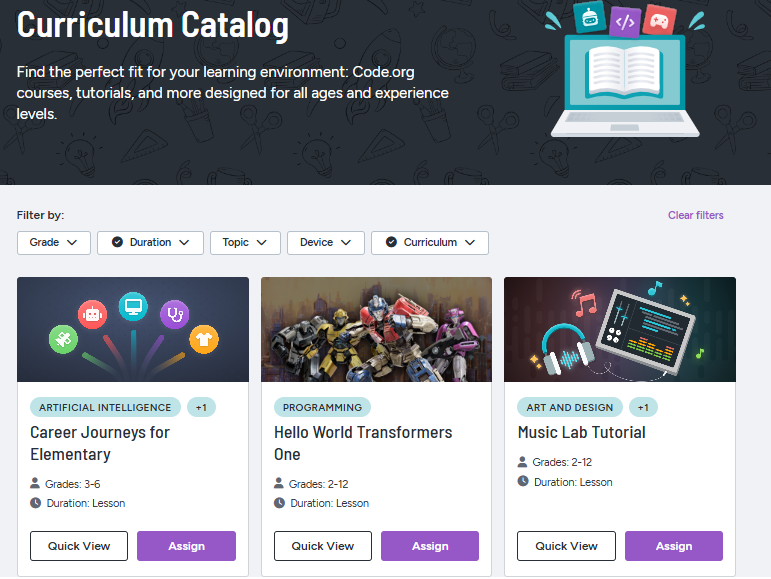 Curriculum Catalog
Find the perfect fit for your learning environment: Code.org
courses, tutorials, and more designed for all ages and experience
levels.
Filter by:
Clear filters
Grade
Duration
Topic
Device
Curriculum
ARTIFICIAL INTELLIGENCE
+1
Career Journeys for
Elementary
Grades: 3-6
Duration: Lesson
Quick View
Assign
PROGRAMMING
Hello World Transformers
One
Grades: 2-12
Duration: Lesson
Quick View
Assign
ART AND DESIGN
+1
Music Lab Tutorial
Grades: 2-12
Duration: Lesson
Quick View
Assign